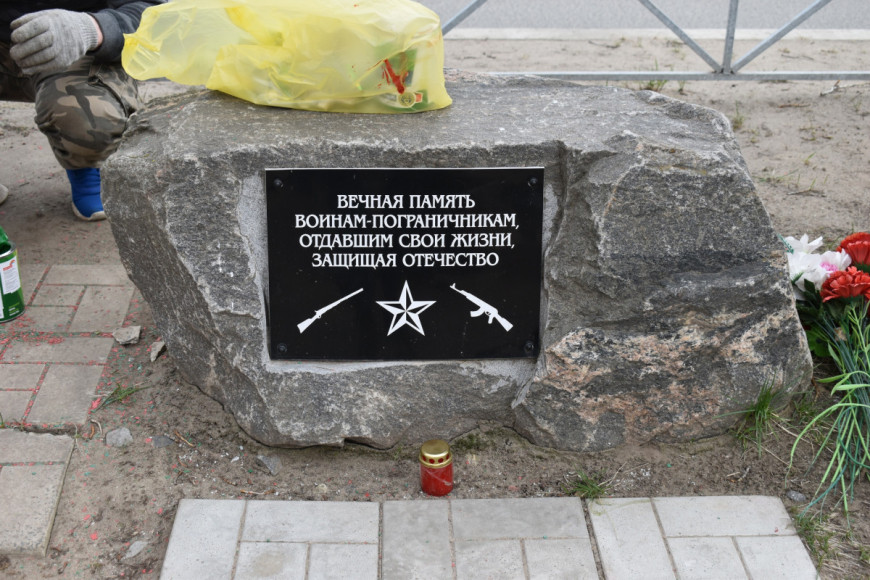 ВЕЧНАЯ ПАМЯТЬ
ВОИНАМ-ПОГРАНИЧНИКАМ,
ОТДАВШИМ СВОИ ЖИЗНИ,
ЗАЩИЩАЯ ОТЕЧЕСТВО